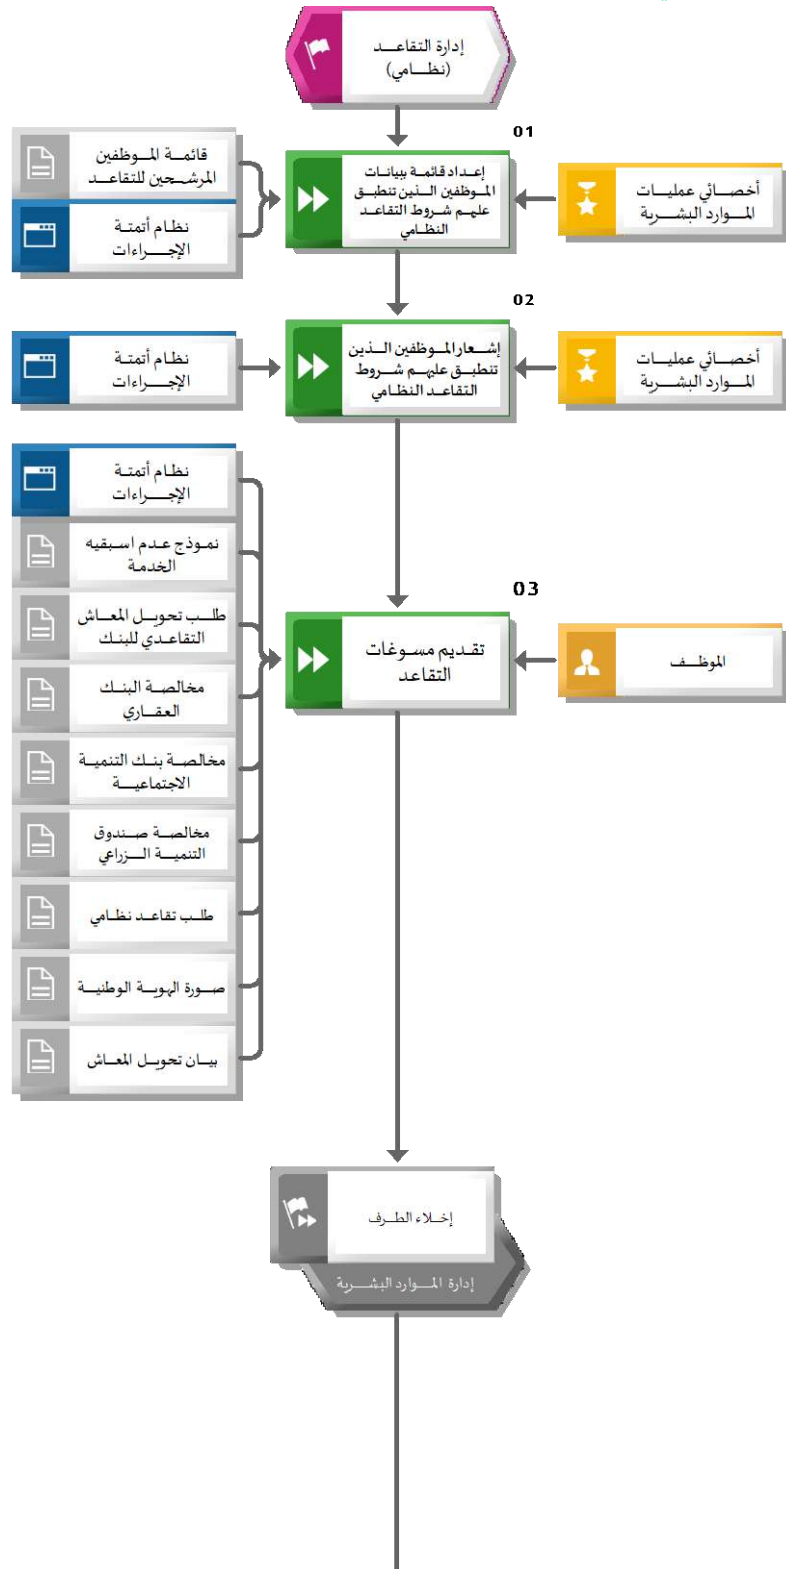 إدارة التقاعد
(نظامي)
01
إعداد قائمة ببيانات
الموظفين الذين تنطبق
عليهم شروط التقاعد
النظامي
أخصائي عمليات
الموارد البشرية
قائمة الموظفين
المرشحين للتقاعد
نظام أتمتة
الإجراءات
02
إشعار الموظفين الذين
تنطبق عليهم شروط
التقاعد النظامي
أخصائي عمليات
الموارد البشرية
نظام أتمتة
الإجراءات
03
تقديم مسوغات
التقاعد
الموظف
نظام أتمتة
الإجراءات
نموذج عدم اسبقيه
الخدمة
طلب تحويل المعاش
التقاعدي للبنك
مخالصة البنك
العقاري
مخالصة بنك التنمية
الاجتماعية
مخالصة صندوق
التنمية الزراعي
طلب تقاعد نظامي
صورة الهوية الوطنية
بيان تحويل المعاش
إخلاء الطرف
إدارة الموارد البشرية